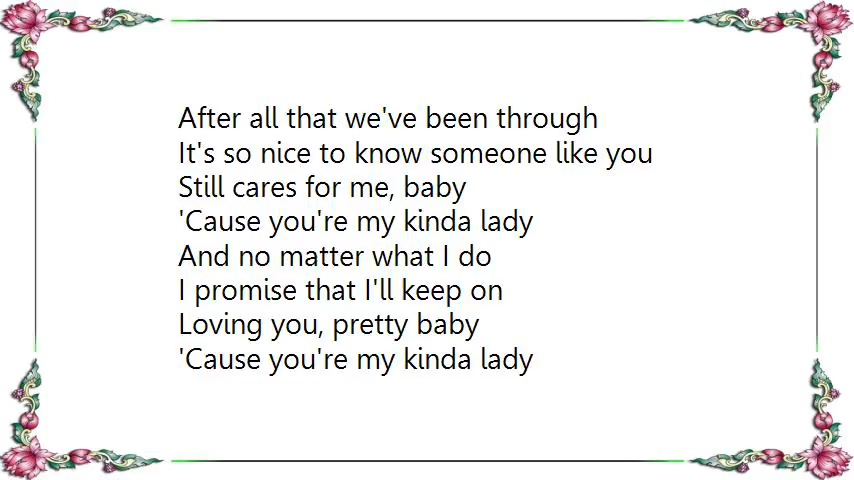 After all that we've been through
It's so nice to know someone like you
Still cares for me, baby
'Cause you're my kinda lady
And no matter what I do
I promise that I'll keep on
Loving you, pretty baby
'Cause you're my kinda lady